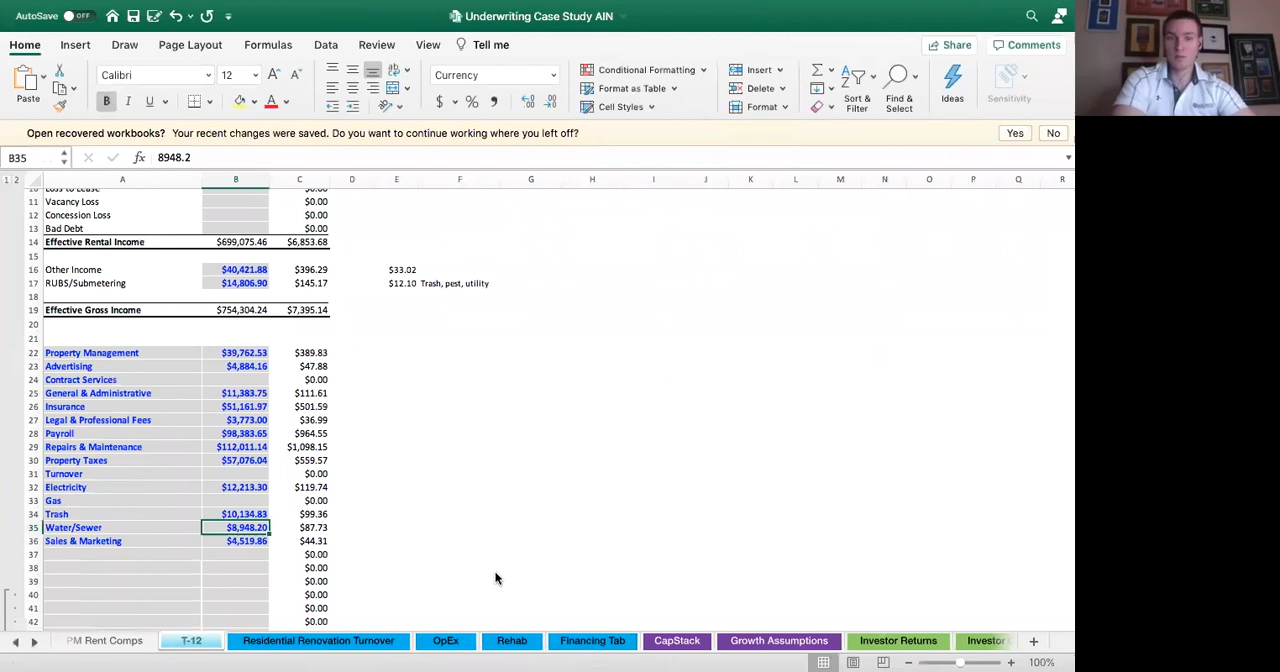 AutoSave OFF Underwriting Case Study AIN
Home Insert Draw Page Layout Formulas Data Review View Tell me Share Comments
Paste Calibri 12 A A Currency Conditional Formatting Insert Sort & Filter Find & Select Ideas Sensitivity
B I U A $ % Format as Table Delete
Cell Styles Format
Open recovered workbooks? Your recent changes were saved. Do you want to continue working where you left off? Yes No
B35 fx 8948.2
1 2 A B C D E F G H I J K L M N O P Q R
10 Loss to Lease $0.00
11 Vacancy Loss $0.00
12 Concession Loss $0.00
13 Bad Debt $0.00
14 Effective Rental Income $699,075.46 $6,853.68
15
16 Other Income $40,421.88 $396.29 $33.02
17 RUBS/Submetering $14,806.90 $145.17 $12.10 Trash, pest, utility
18
19 Effective Gross Income $754,304.24 $7,395.14
20
21
22 Property Management $39,762.53 $389.83
23 Advertising $4,884.16 $47.88
24 Contract Services $0.00
25 General & Administrative $11,383.75 $111.61
26 Insurance $51,161.97 $501.59
27 Legal & Professional Fees $3,773.00 $36.99
28 Payroll $98,383.65 $964.55
29 Repairs & Maintenance $112,011.14 $1,098.15
30 Property Taxes $57,076.04 $559.57
31 Turnover $0.00
32 Electricity $12,213.30 $119.74
33 Gas $0.00
34 Trash $10,134.83 $99.36
35 Water/Sewer $8,948.20 $87.73
36 Sales & Marketing $4,519.86 $44.31
37 $0.00
38 $0.00
39 $0.00
40 $0.00
41 $0.00
42 $0.00
PM Rent Comps T-12 Residential Renovation Turnover OpEx Rehab Financing Tab CapStack Growth Assumptions Investor Returns Investor
100%